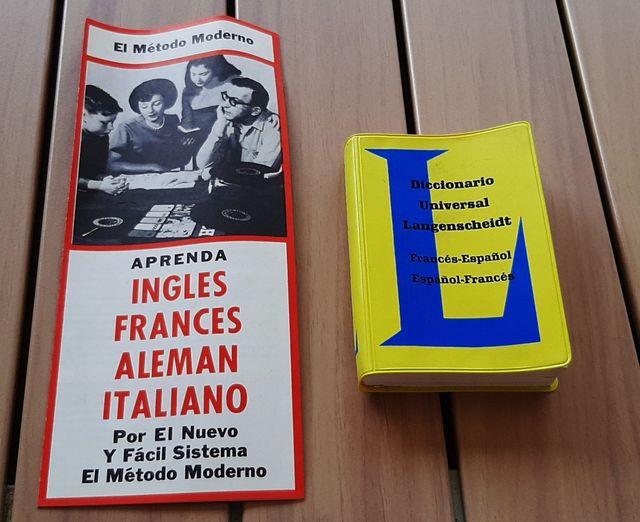 El Método Moderno
APRENDA
INGLES
FRANCES
ALEMAN
ITALIANO
Por El Nuevo
Y Fácil Sistema
El Método Moderno
L
Diccionario
Universal
Langenscheidt
Francés-Español
Español-Francés